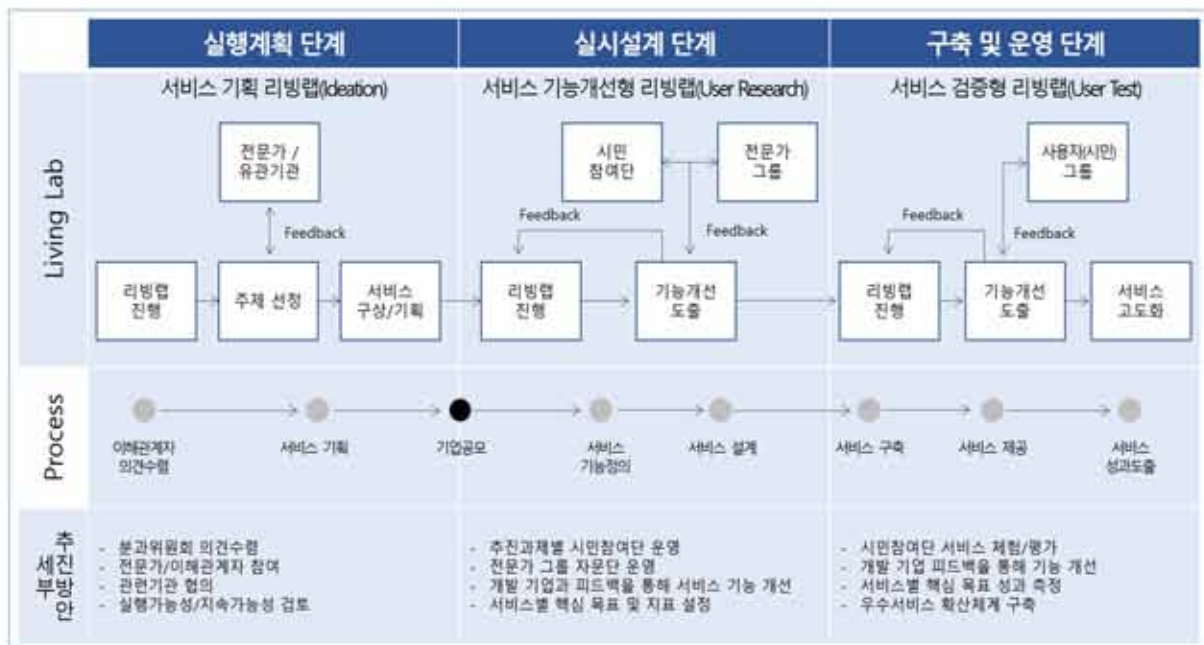 실행계획 단계
실시설계 단계
구축 및 운영 단계
Living Lab
서비스 기획 리빙랩(Ideation)
전문가 /
유관기관
Feedback
리빙랩
진행
주제 선정
서비스
구상/기획
서비스 기능개선형 리빙랩(User Research)
시민
참여단
전문가
그룹
Feedback
Feedback
리빙랩
진행
기능개선
도출
서비스 검증형 리빙랩(User Test)
사용자(시민)
그룹
Feedback
Feedback
리빙랩
진행
기능개선
도출
서비스
고도화
Process
이해관계자
의견수렴
서비스 기획
기업공모
서비스
기능정의
서비스 설계
서비스 구축
서비스 제공
서비스
성과도출
추진
세부방안
- 분과위원회 의견수렴
- 전문가/이해관계자 참여
- 관련기관 협의
- 실행가능성/지속가능성 검토
- 추진과제별 시민참여단 운영
- 전문가 그룹 자문단 운영
- 개발 기업과 피드백을 통해 서비스 기능 개선
- 서비스별 핵심 목표 및 지표 설정
- 시민참여단 서비스 체험/평가
- 개발 기업 피드백을 통해 기능 개선
- 서비스별 핵심 목표 성과 측정
- 우수서비스 확산체계 구축